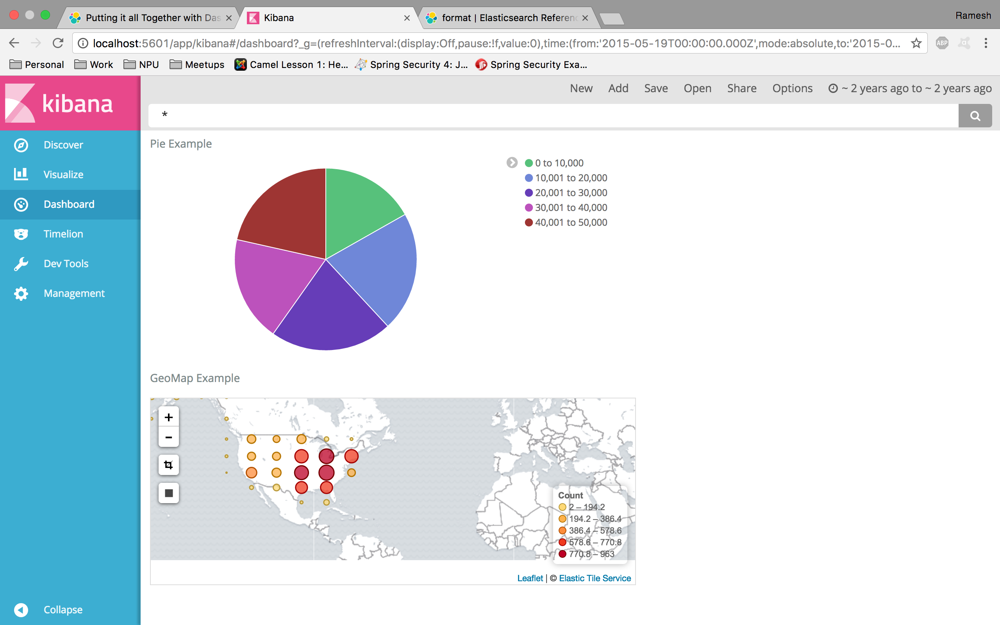 Putting it all Together with Das
Kibana
format | Elasticsearch Referenc
Ramesh
localhost:5601/app/kibana#/dashboard?_g=(refreshInterval:(display:Off,pause:!f,value:0),time:(from:'2015-05-19T00:00:00.000Z',mode:absolute,to:'2015-0...
ABP
Personal
Work
NPU
Meetups
Camel Lesson 1: He...
Spring Security 4: J...
Spring Security Exa...
kibana
New
Add
Save
Open
Share
Options
~ 2 years ago to ~ 2 years ago
*
Discover
Visualize
Dashboard
Timelion
Dev Tools
Management
Collapse
Pie Example
0 to 10,000
10,001 to 20,000
20,001 to 30,000
30,001 to 40,000
40,001 to 50,000
GeoMap Example
+
−
Count
2 – 194.2
194.2 – 386.4
386.4 – 578.6
578.6 – 770.8
770.8 – 963
Leaflet | © Elastic Tile Service